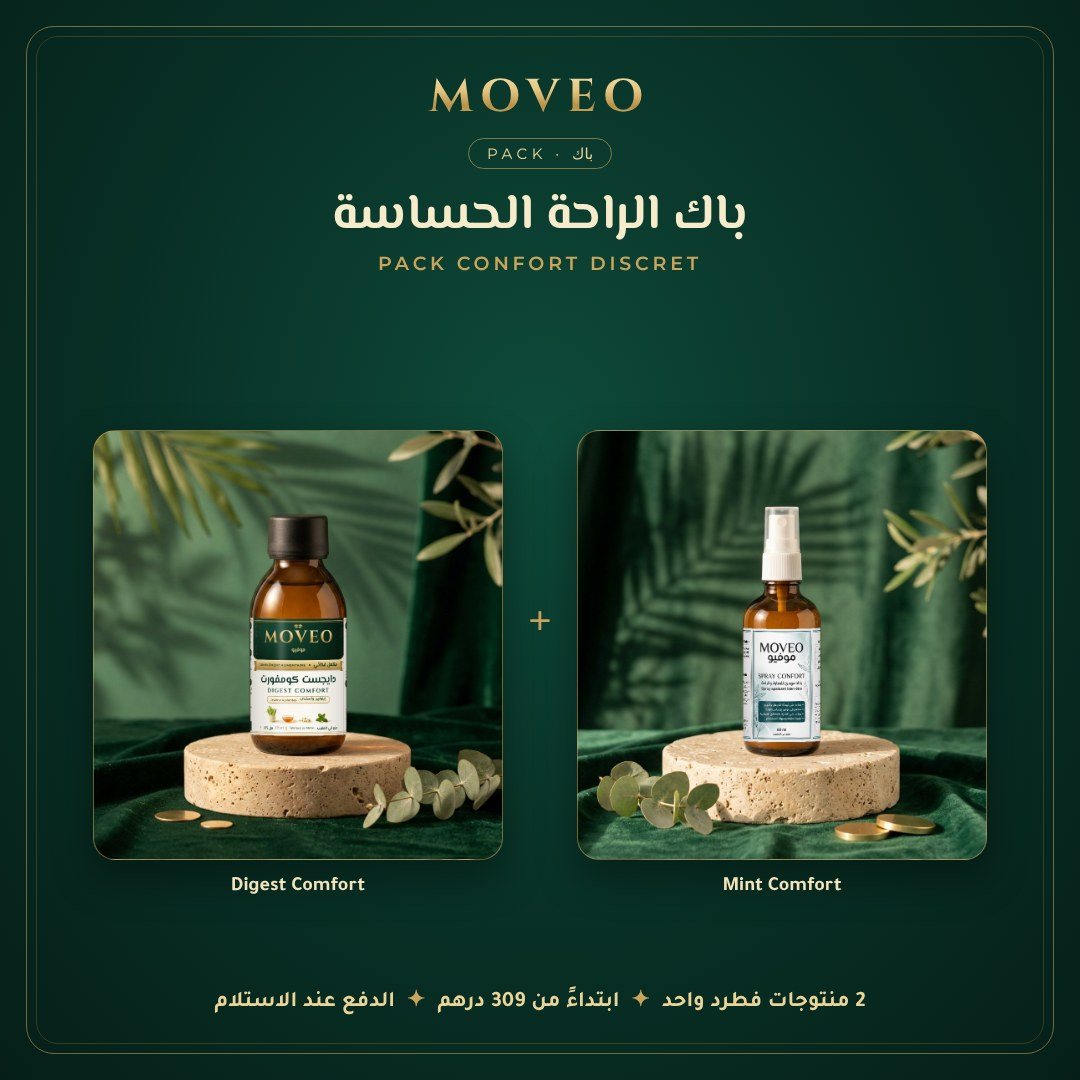 MOVEO
PACK · باك
باك الراحة الحساسة
PACK CONFORT DISCRET
MOVEO
موفيو
دايجست كومفورت
DIGEST COMFORT
MOVEO
موفيو
SPRAY CONFORT
+
Digest Comfort
Mint Comfort
2 منتوجات فطرد واحد ✦ ابتداءً من 309 درهم ✦ الدفع عند الاستلام